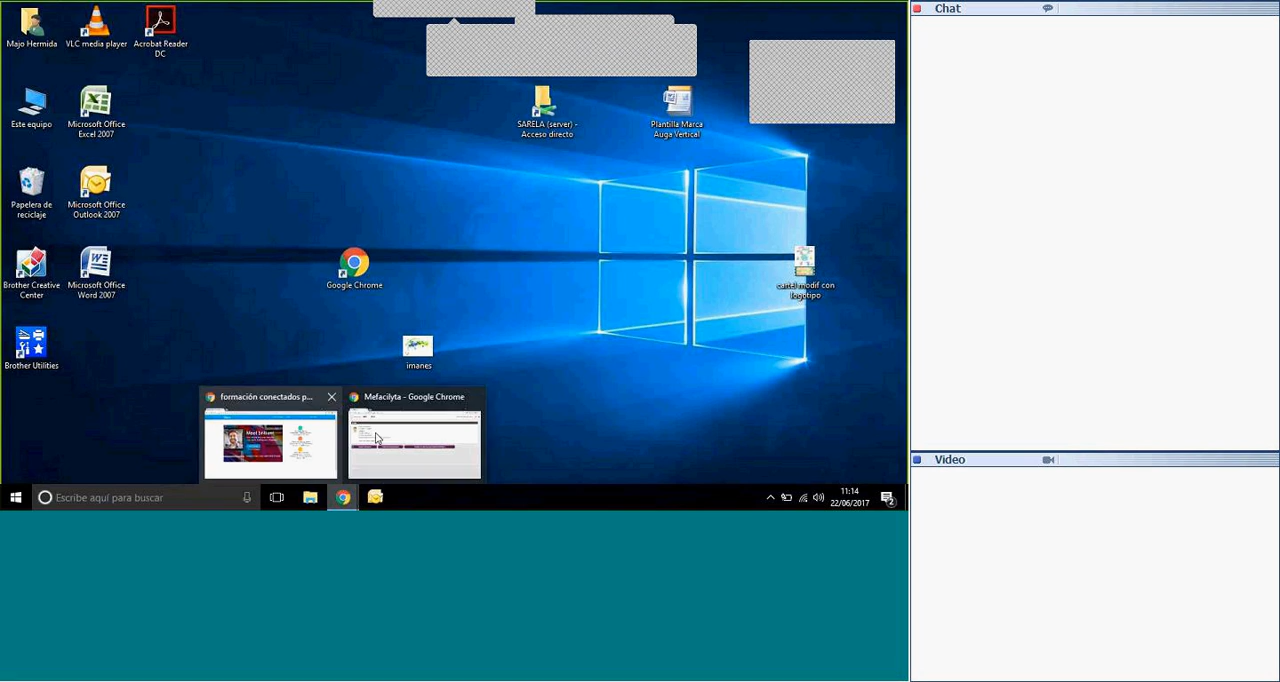 Chat
Majo Hermida
VLC media player
Acrobat Reader
DC
Este equipo
Microsoft Office
Excel 2007
SARELA (server) -
Acceso directo
Plantilla Marca
Auga Vertical
Papelera de
reciclaje
Microsoft Office
Outlook 2007
Brother Creative
Center
Microsoft Office
Word 2007
Google Chrome
cartel modif con
logotipo
Brother Utilities
imanes
formación conectados p...
Mefacilyta - Google Chrome
Video
Escribe aquí para buscar
11:14
22/06/2017
2